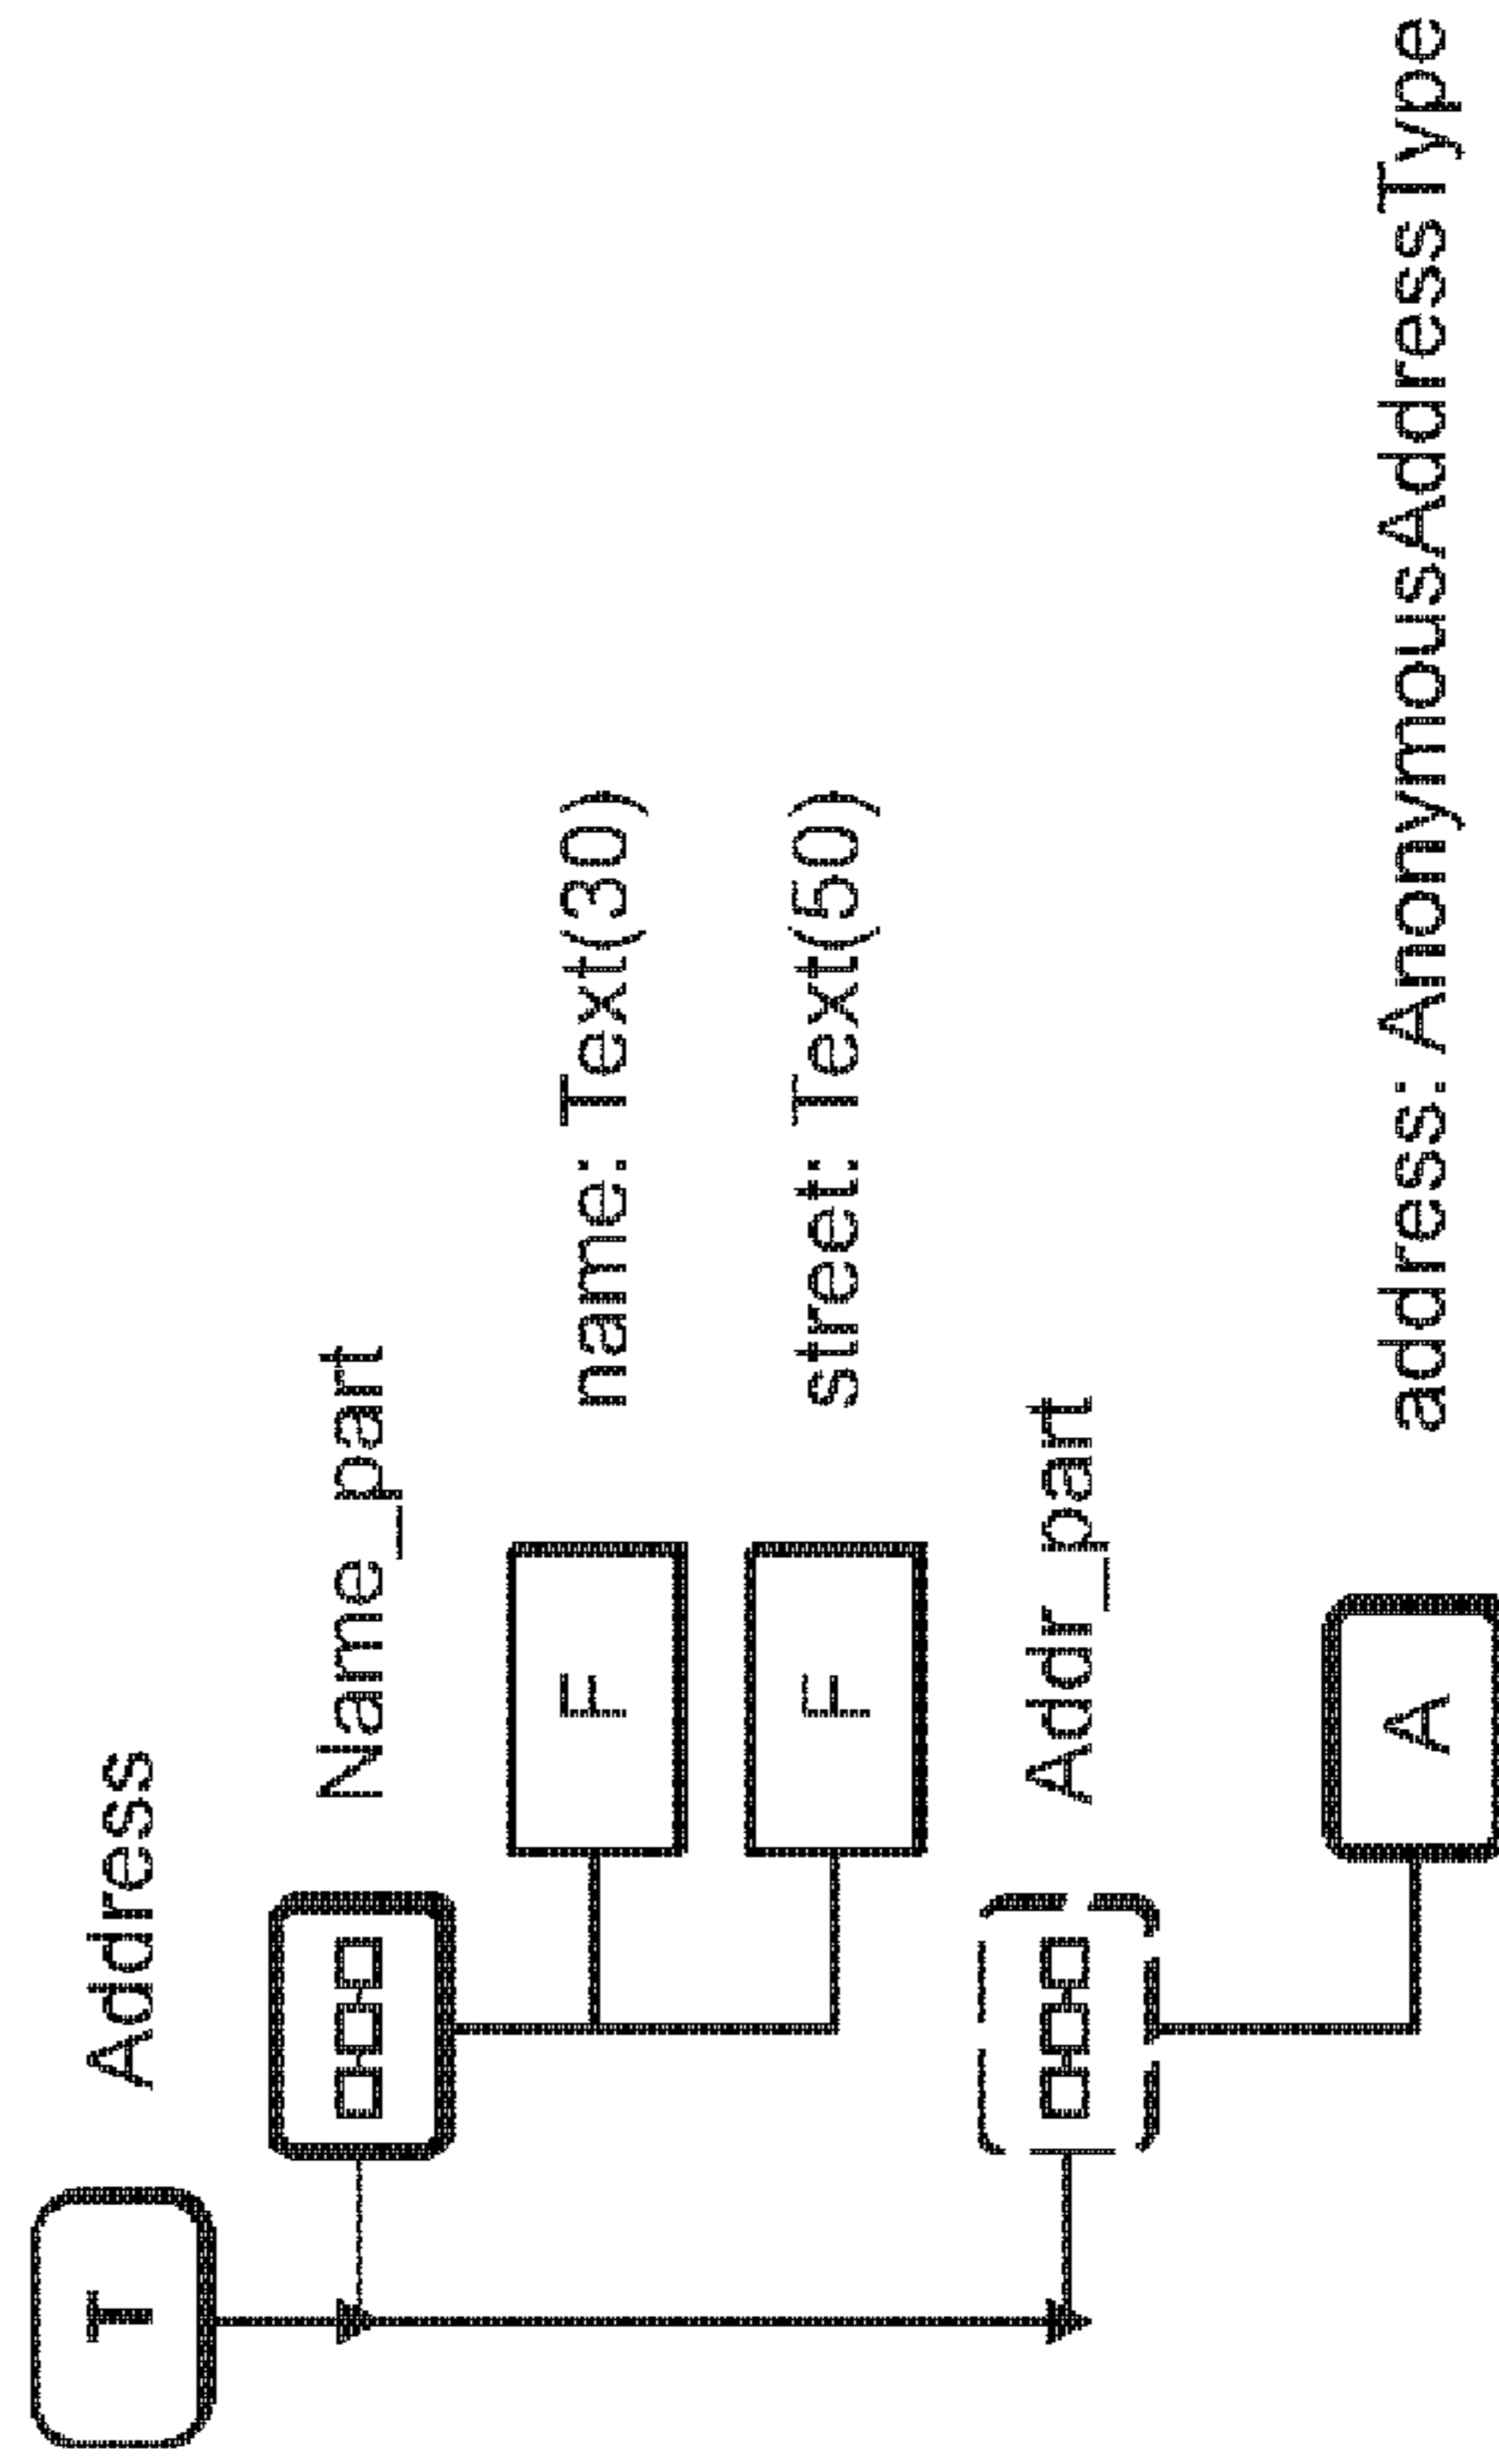 T Address
Name_part
F name: Text(30)
F street: Text(50)
Addr_part
A address: AnonymousAddressType